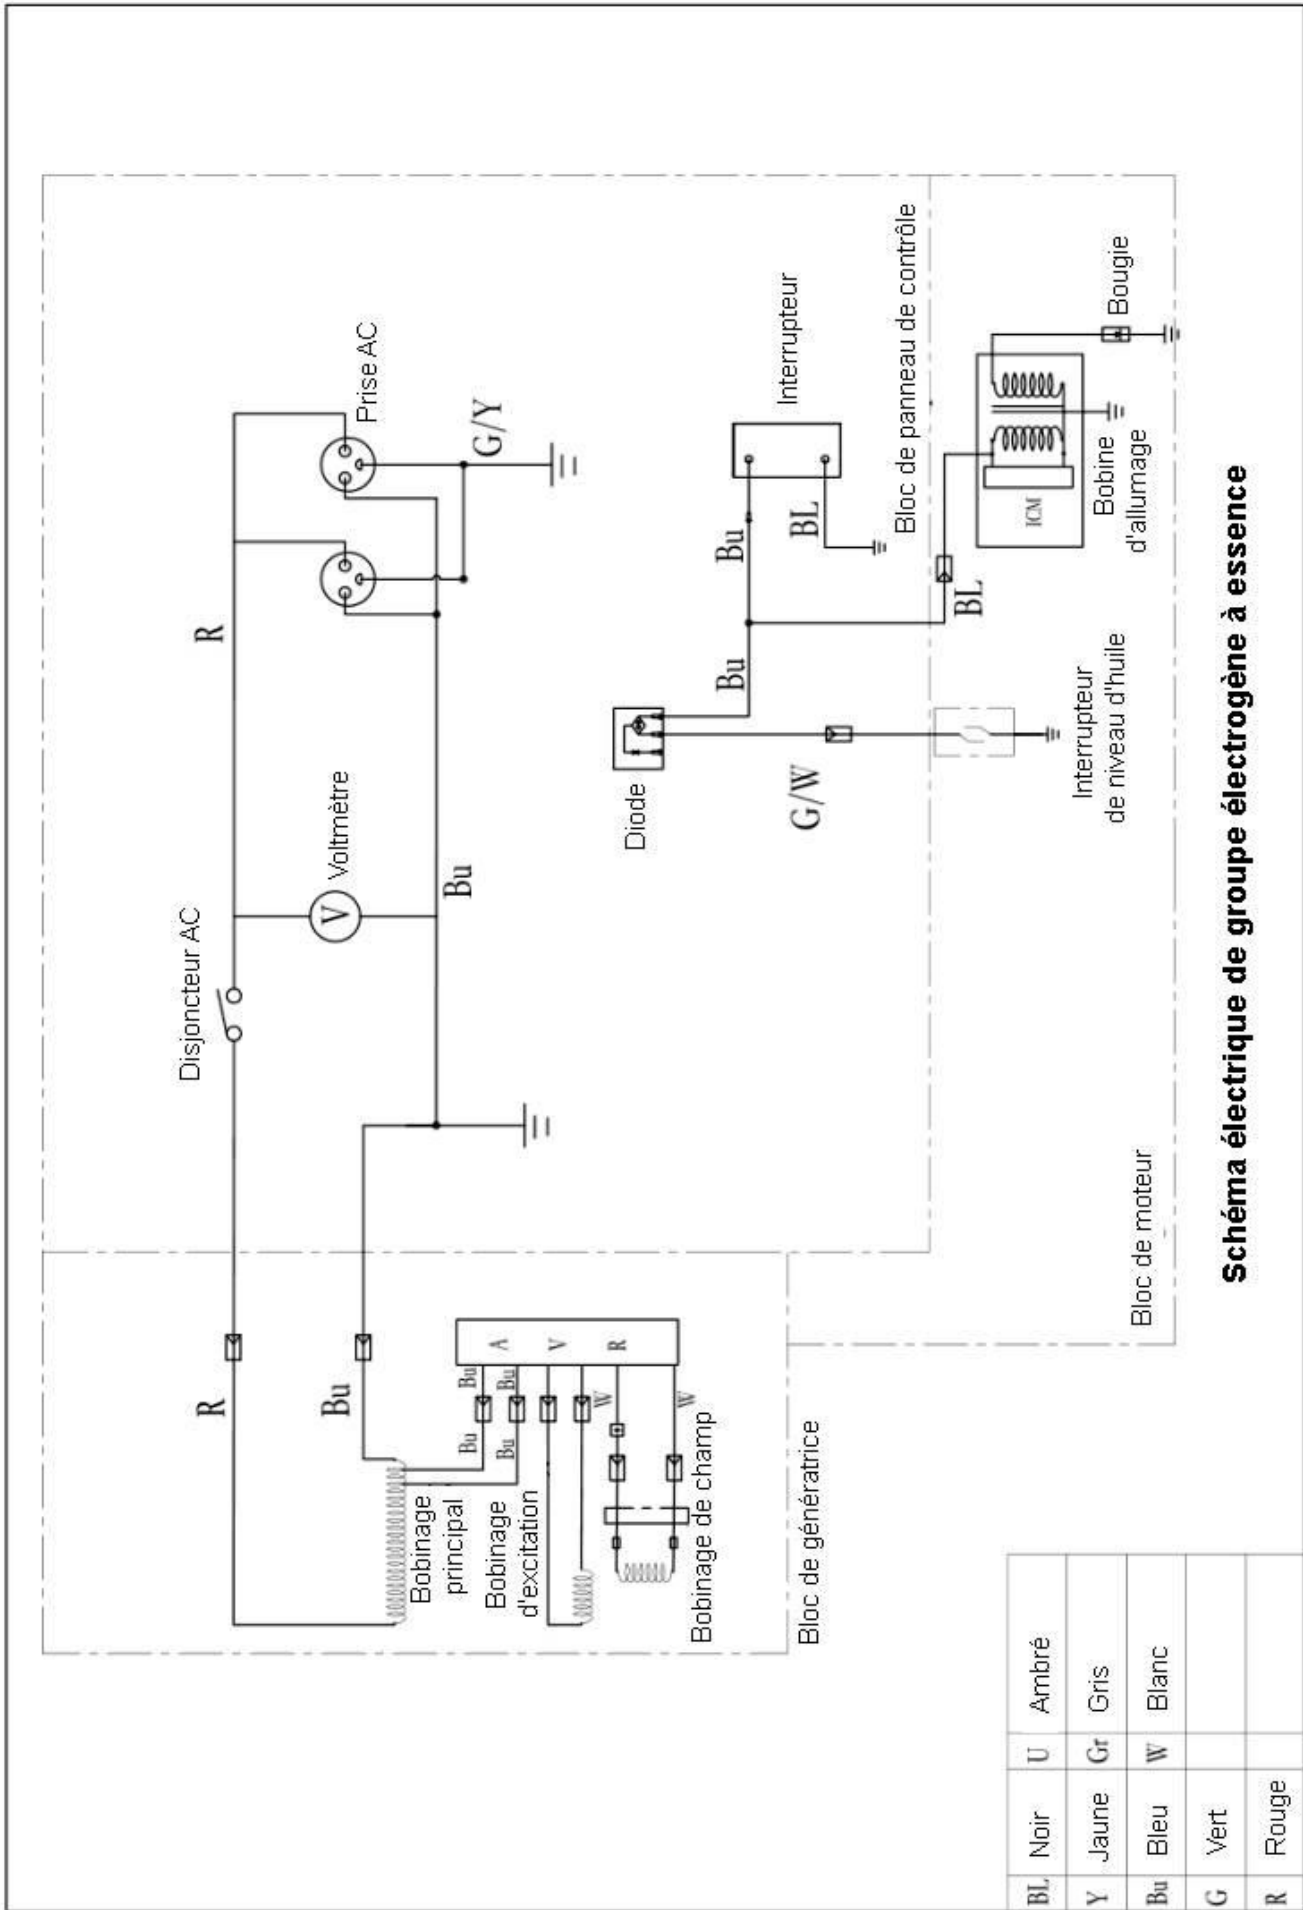 Disjoncteur AC
R
R
Prise AC
Voltmètre
V
G/Y
Bu
Bu
Diode
Interrupteur
Bu
Bu
BL
G/W
Bloc de panneau de contrôle
Bobinage
principal
Bobinage
d'excitation
Bobinage de champ
Bu
Bu
Bu
Bu
W
W
A
V
R
Bloc de génératrice
BL
ICM
Bobine
d'allumage
Bougie
Interrupteur
de niveau d'huile
Bloc de moteur
BL Noir U Ambré
Y Jaune Gr Gris
Bu Bleu W Blanc
G Vert
R Rouge
Schéma électrique de groupe électrogène à essence